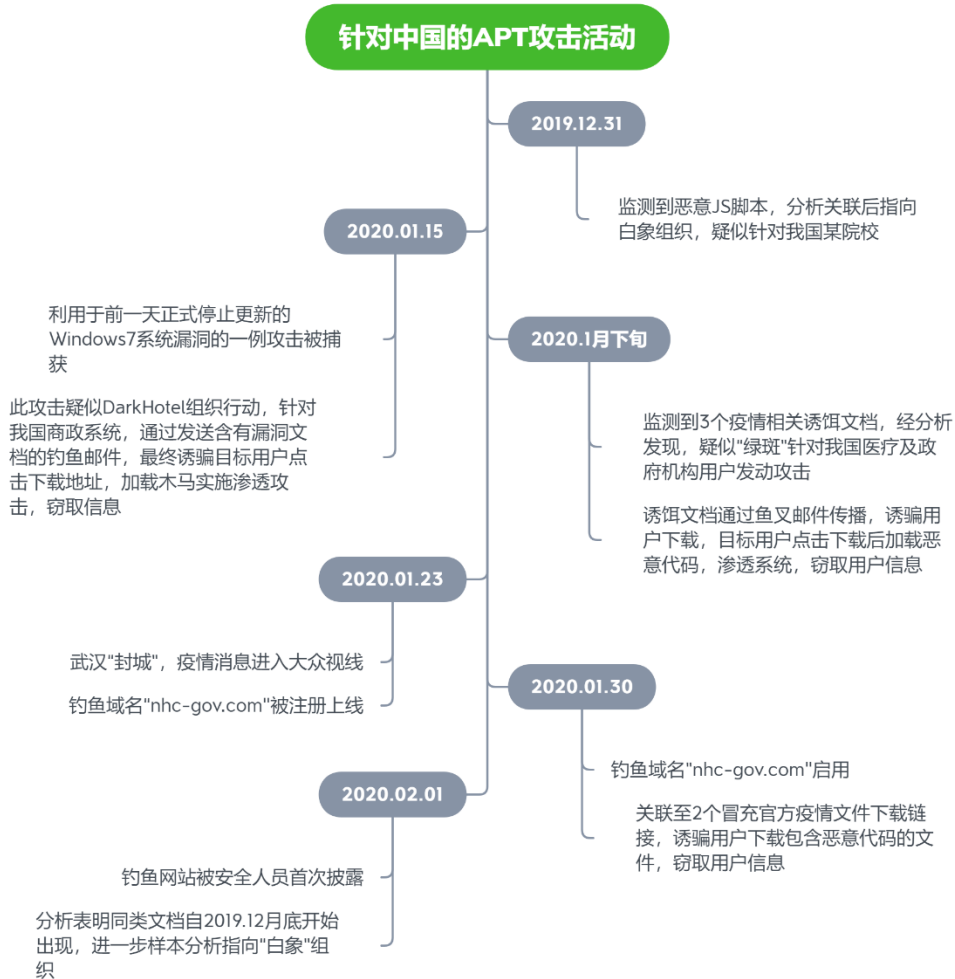 针对中国的APT攻击活动
2019.12.31
监测到恶意JS脚本，分析关联后指向
白象组织，疑似针对我国某院校
2020.01.15
利用于前一天正式停止更新的
Windows7系统漏洞的一例攻击被捕
获
此攻击疑似DarkHotel组织行动，针对
我国商政系统，通过发送含有漏洞文
档的钓鱼邮件，最终诱骗目标用户点
击下载地址，加载木马实施渗透攻
击，窃取信息
2020.1月下旬
监测到3个疫情相关诱饵文档，经分析
发现，疑似“绿斑”针对我国医疗及政
府机构用户发动攻击
诱饵文档通过鱼叉邮件传播，诱骗用
户下载，目标用户点击下载后加载恶
意代码，渗透系统，窃取用户信息
2020.01.23
武汉"封城"，疫情消息进入大众视线
钓鱼域名"nhc-gov.com"被注册上线
2020.01.30
钓鱼域名"nhc-gov.com"启用
关联至2个冒充官方疫情文件下载链
接，诱骗用户下载包含恶意代码的文
件，窃取用户信息
2020.02.01
钓鱼网站被安全人员首次披露
分析表明同类文档自2019.12月底开始
出现，进一步样本分析指向"白象"组
织